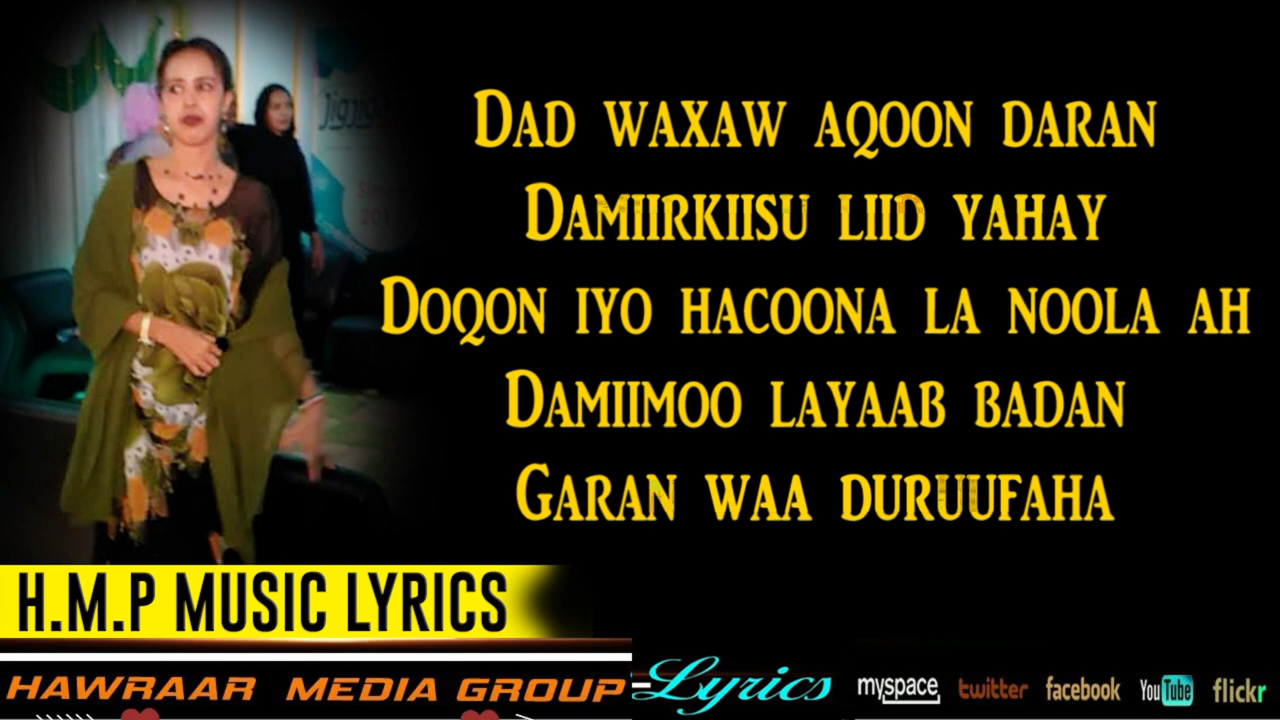 Dad waxaw aqoon daran
Damiirkiisu liid yahay
Doqon iyo hacoona la noola ah
Damiimoo layaab badan
Garan waa duruufaha
Jigjig
H.M.P MUSIC LYRICS
HAWRAAR MEDIA GROUP
Lyrics
myspace twitter facebook YouTube flickr